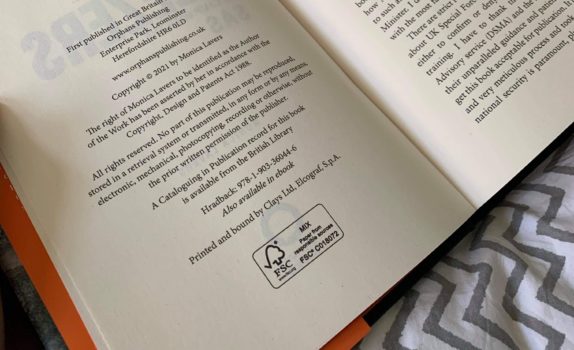 First published in Great Britain
Orphans Publishing
Enterprise Park, Leominster
Herefordshire HR6 0LD
www.orphanspublishing.co.uk
Copyright © 2021 by Monica Lavers
The right of Monica Lavers to be identified as the Author
of the Work has been asserted by her in accordance with the
Copyright, Design and Patents Act 1988.
All rights reserved. No part of this publication may be reproduced,
stored in a retrieval system or transmitted, in any form or by any means,
electronic, mechanical, photocopying, recording or otherwise, without
the prior written permission of the publisher.
A Cataloguing in Publication record for this book
is available from the British Library
Hradback: 978-1-903-36044-6
Also available in ebook
Printed and bound by Clays Ltd, Elcograf, S.p.A.
FSC
www.fsc.org
MIX
Paper from
responsible sources
FSC® C018072
with the most
There are strict
about UK Special
either to confirm or deny
training. I have to thank
Advisory service (DSMA) and the
their unparalleled guidance and
get this book acceptable for publication. It
and very meticulous process and
national security is paramount,